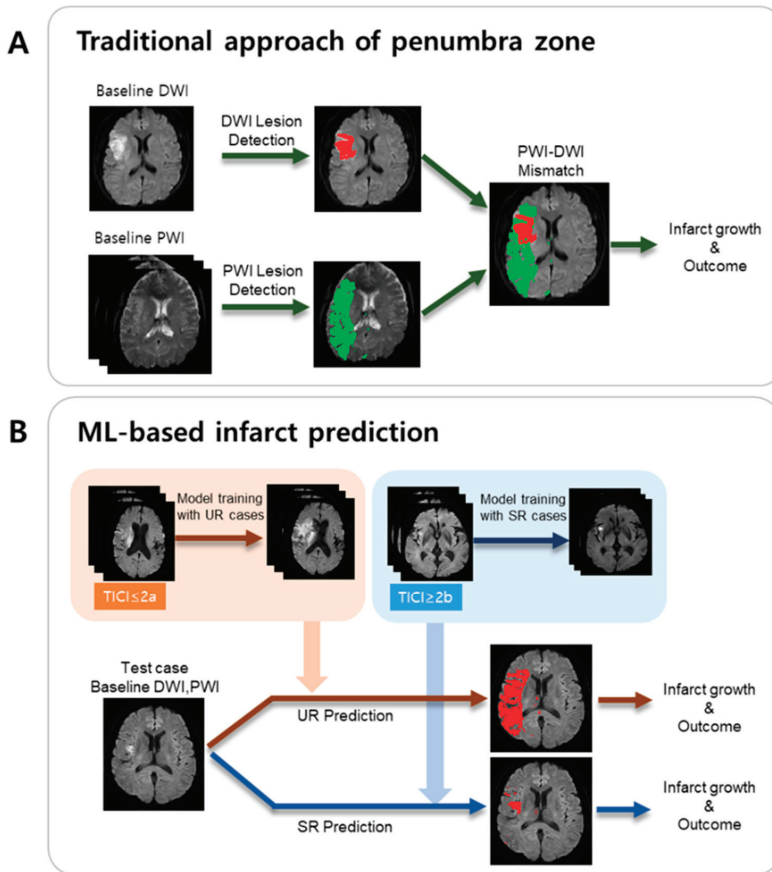 A
Traditional approach of penumbra zone
Baseline DWI
DWI Lesion
Detection
PWI-DWI
Mismatch
Baseline PWI
PWI Lesion
Detection
Infarct growth
&
Outcome
B
ML-based infarct prediction
Model training
with UR cases
TICI≤2a
Model training
with SR cases
TICI≥2b
Test case
Baseline DWI,PWI
UR Prediction
Infarct growth
&
Outcome
SR Prediction
Infarct growth
&
Outcome